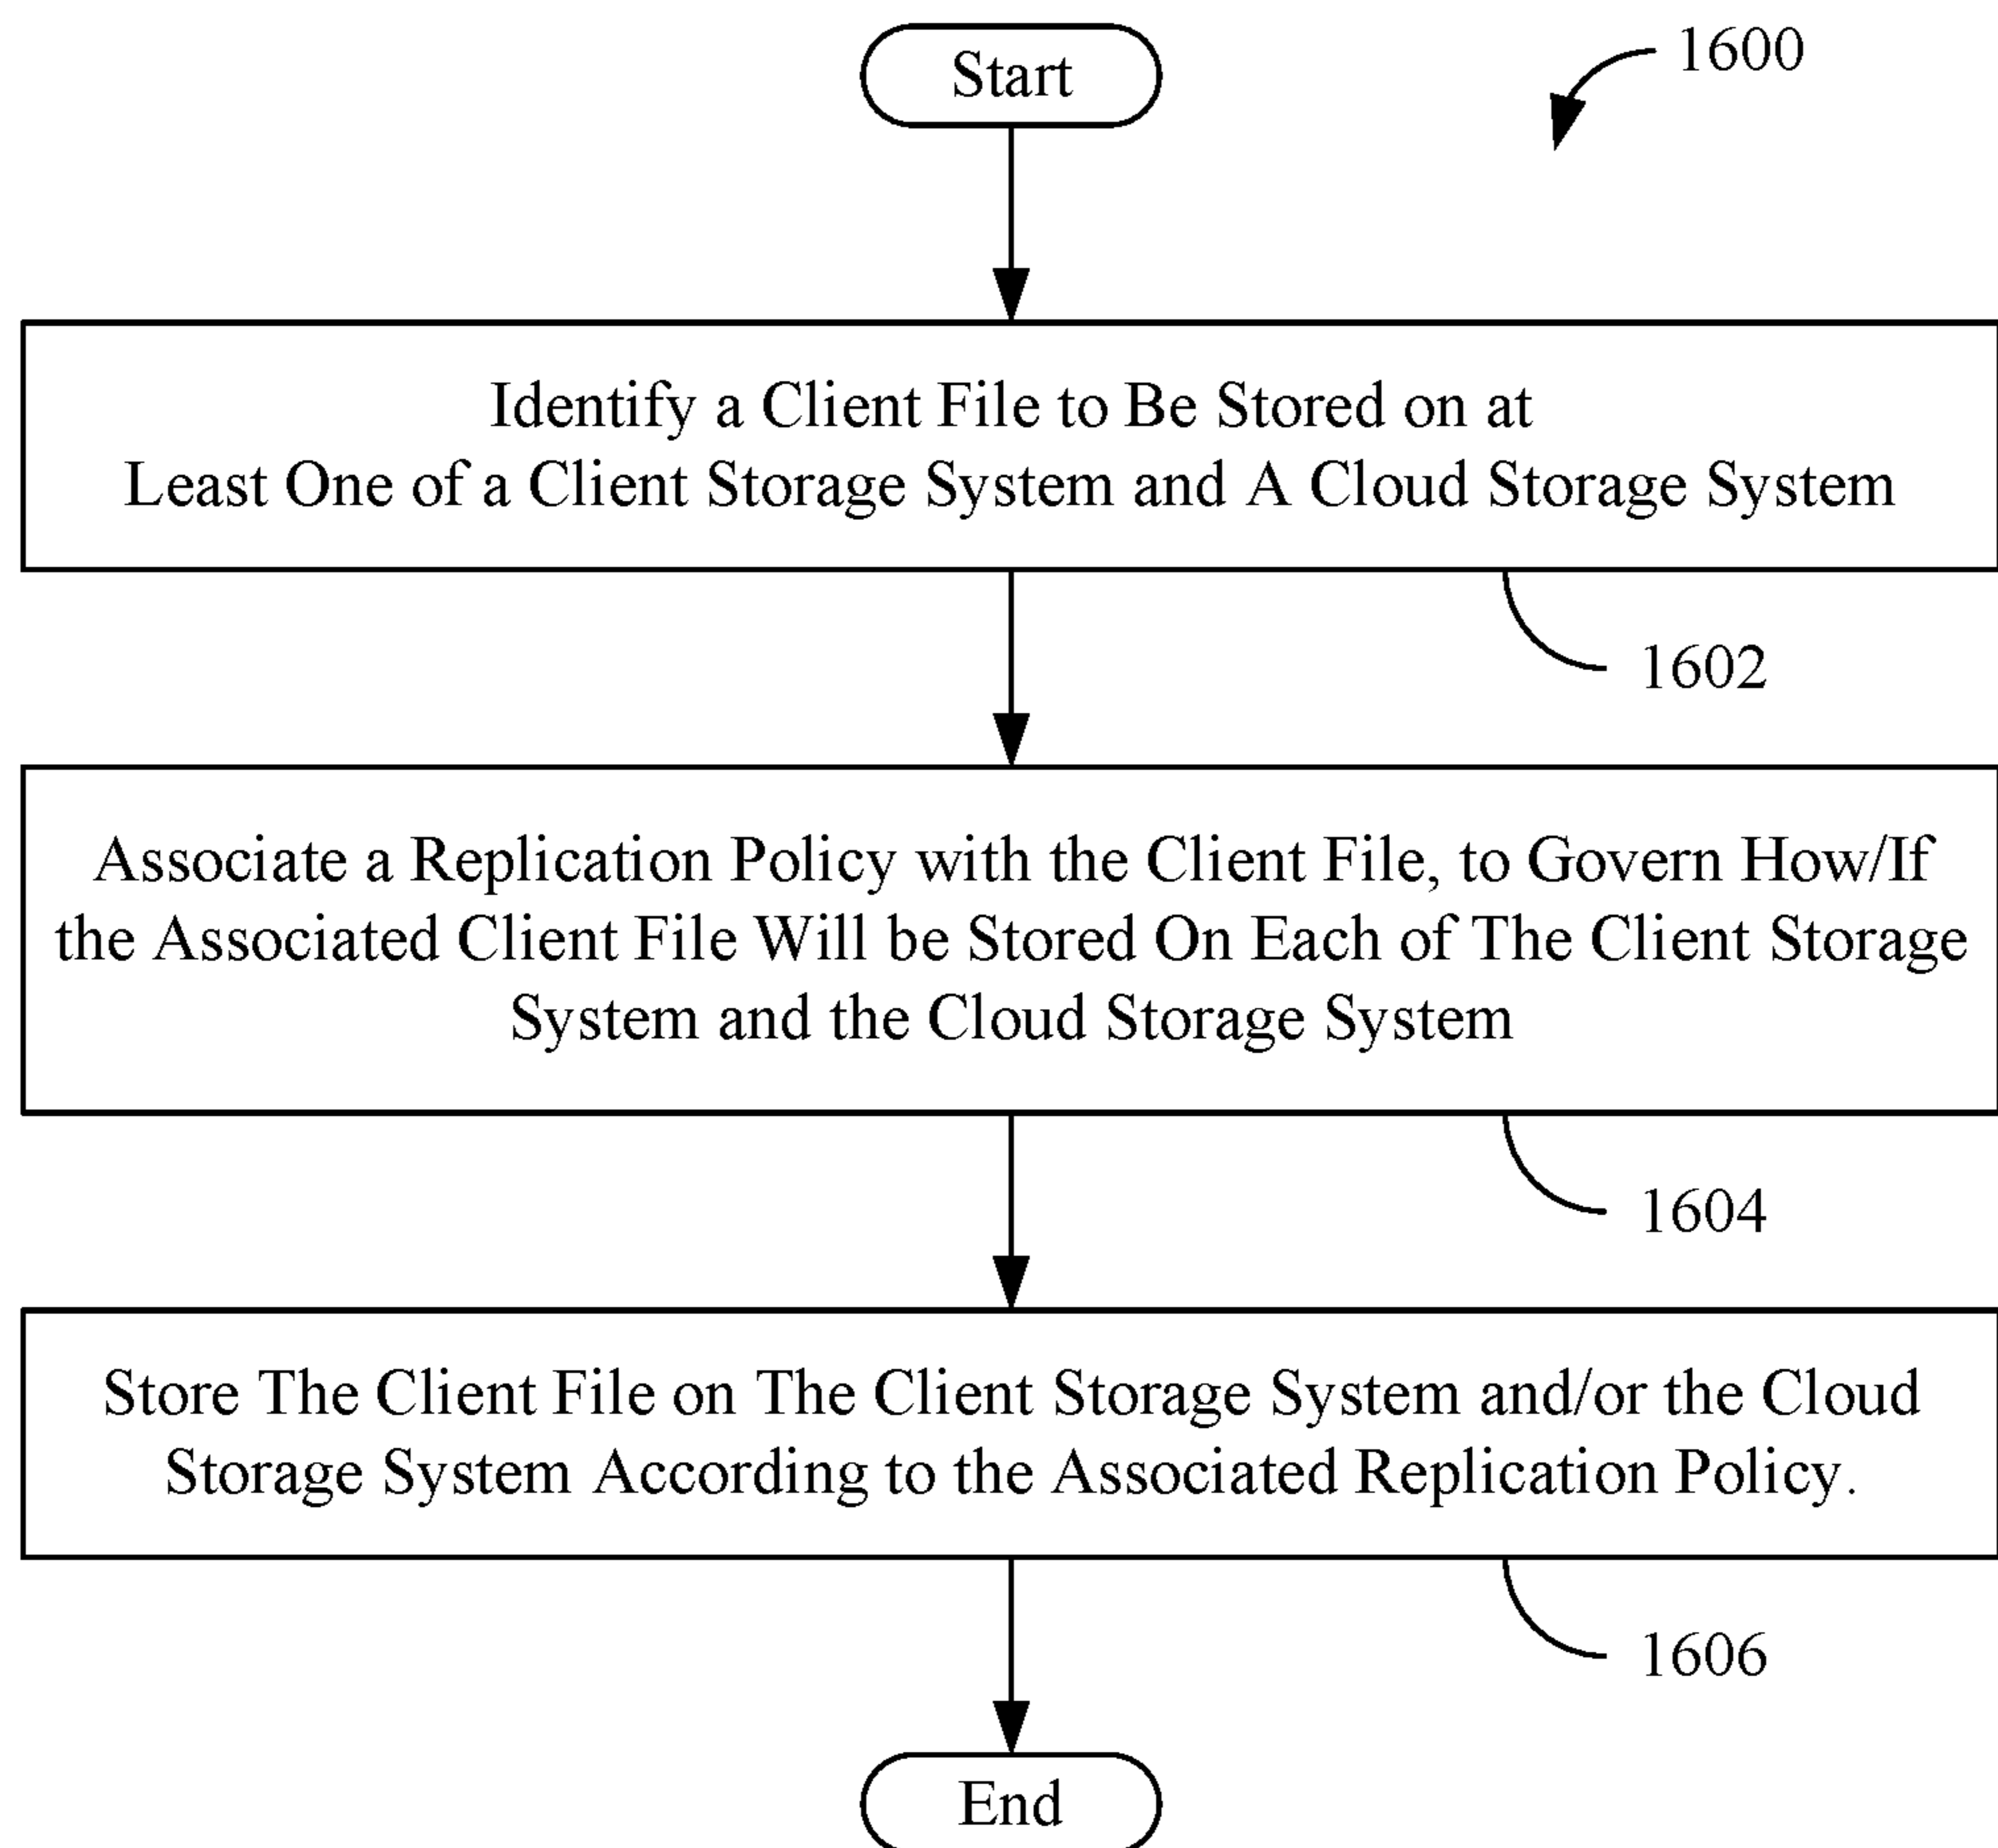 Start
1600
Identify a Client File to Be Stored on at
Least One of a Client Storage System and A Cloud Storage System
1602
Associate a Replication Policy with the Client File, to Govern How/If
the Associated Client File Will be Stored On Each of The Client Storage
System and the Cloud Storage System
1604
Store The Client File on The Client Storage System and/or the Cloud
Storage System According to the Associated Replication Policy.
1606
End